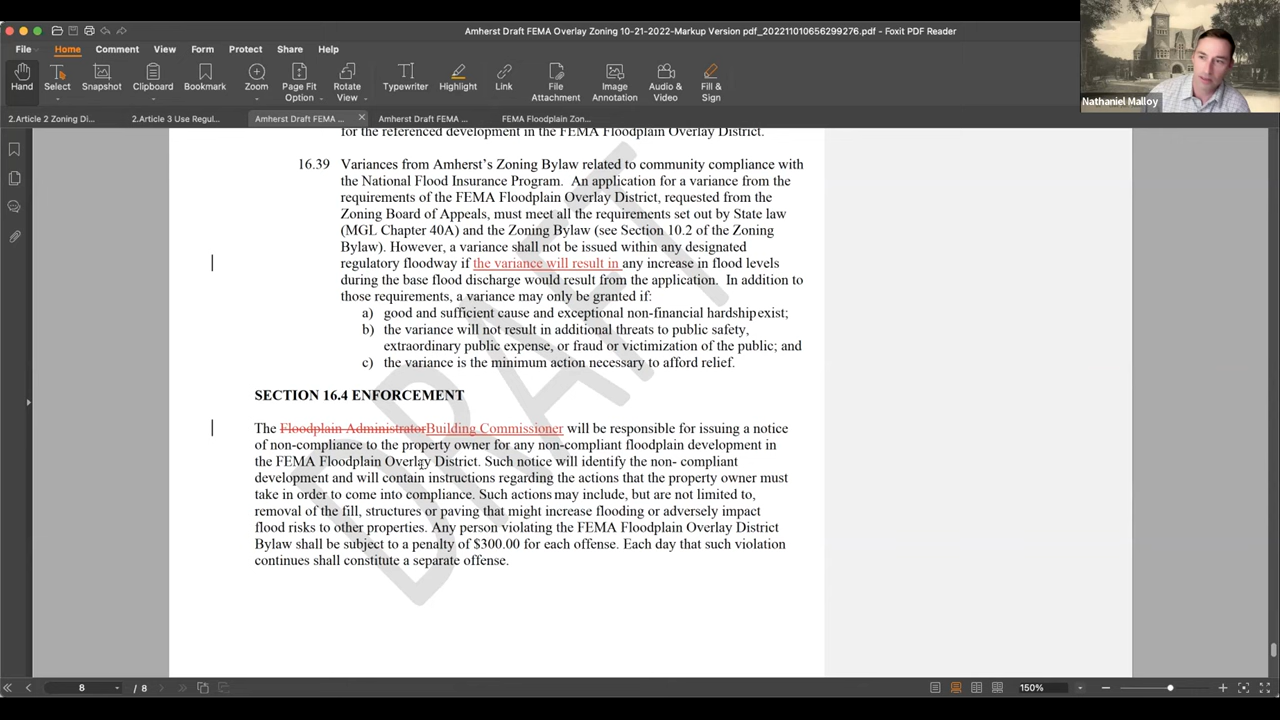 Amherst Draft FEMA Overlay Zoning 10-21-2022-Markup Version pdf_202211010656299276.pdf - Foxit PDF Reader
File Home Comment View Form Protect Share Help
Hand Select Snapshot Clipboard Bookmark Zoom Page Fit Option Rotate View Typewriter Highlight Link File Attachment Image Annotation Audio & Video Fill & Sign
Nathaniel Malloy
2.Article 2 Zoning Di... 2.Article 3 Use Regul... Amherst Draft FEMA ... Amherst Draft FEMA ... FEMA Floodplain Zon...
for the referenced development in the FEMA Floodplain Overlay District.
16.39 Variances from Amherst's Zoning Bylaw related to community compliance with
the National Flood Insurance Program. An application for a variance from the
requirements of the FEMA Floodplain Overlay District, requested from the
Zoning Board of Appeals, must meet all the requirements set out by State law
(MGL Chapter 40A) and the Zoning Bylaw (see Section 10.2 of the Zoning
Bylaw). However, a variance shall not be issued within any designated
regulatory floodway if the variance will result in any increase in flood levels
during the base flood discharge would result from the application. In addition to
those requirements, a variance may only be granted if:
a) good and sufficient cause and exceptional non-financial hardship exist;
b) the variance will not result in additional threats to public safety,
extraordinary public expense, or fraud or victimization of the public; and
c) the variance is the minimum action necessary to afford relief.
SECTION 16.4 ENFORCEMENT
The Floodplain AdministratorBuilding Commissioner will be responsible for issuing a notice
of non-compliance to the property owner for any non-compliant floodplain development in
the FEMA Floodplain Overlay District. Such notice will identify the non- compliant
development and will contain instructions regarding the actions that the property owner must
take in order to come into compliance. Such actions may include, but are not limited to,
removal of the fill, structures or paving that might increase flooding or adversely impact
flood risks to other properties. Any person violating the FEMA Floodplain Overlay District
Bylaw shall be subject to a penalty of $300.00 for each offense. Each day that such violation
continues shall constitute a separate offense.
DRAFT
8 / 8 150%